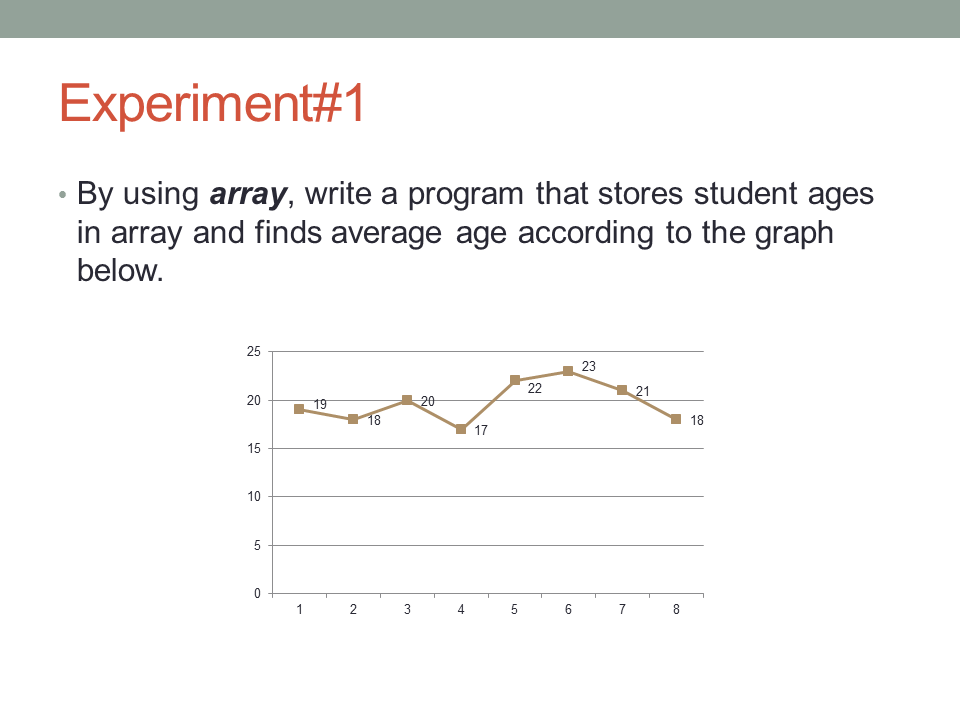 Experiment#1
• By using array, write a program that stores student ages
in array and finds average age according to the graph
below.
25
20
15
10
5
0
19
18
20
17
22
23
21
18
1 2 3 4 5 6 7 8